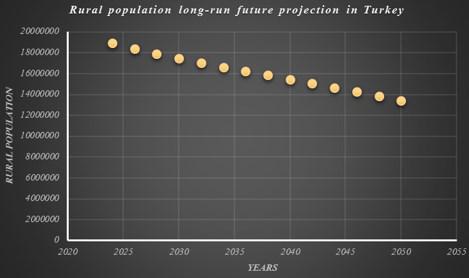 Rural population long-run future projection in Turkey
RURAL POPULATION
20000000
18000000
16000000
14000000
12000000
10000000
8000000
6000000
4000000
2000000
0
2020 2025 2030 2035 2040 2045 2050 2055
YEARS